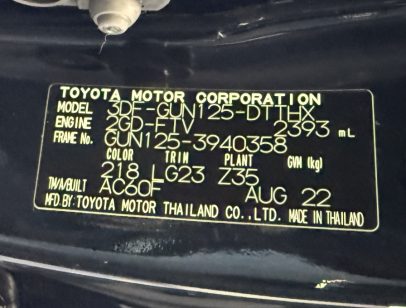 TOYOTA MOTOR CORPORATION
MODEL 3DF-GUN125-DTTHX
ENGINE 2GD-FTV 2393 mL
FRAME No. GUN125-3940358
COLOR TRIM PLANT GVM (kg)
218 LG23 Z35
T/M/A/BUILT AC60F AUG 22
MFD BY: TOYOTA MOTOR THAILAND CO., LTD. MADE IN THAILAND